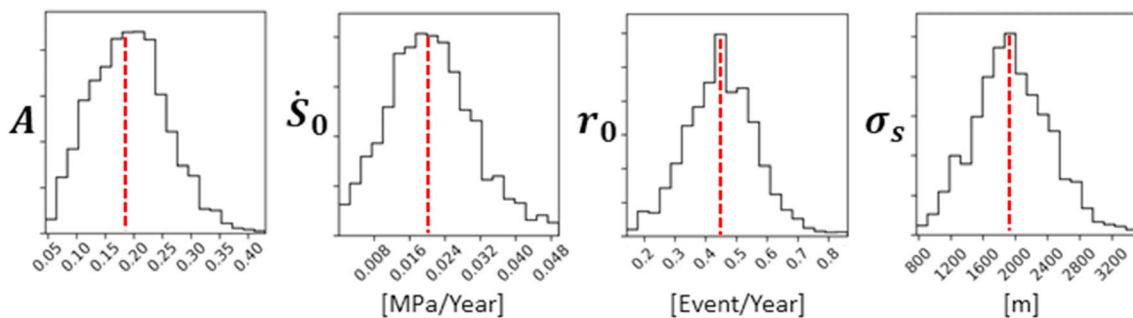 A
0.05 0.10 0.15 0.20 0.25 0.30 0.35 0.40
Ṡ₀
0.008 0.016 0.024 0.032 0.040 0.048
[MPa/Year]
r₀
0.2 0.3 0.4 0.5 0.6 0.7 0.8
[Event/Year]
σₛ
800 1200 1600 2000 2400 2800 3200
[m]